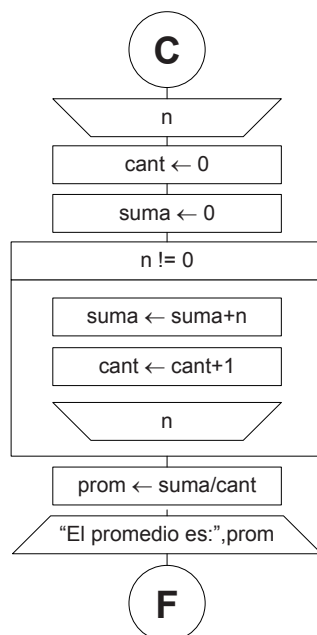 C
n
cant ← 0
suma ← 0
n != 0
suma ← suma+n
cant ← cant+1
n
prom ← suma/cant
“El promedio es:”,prom
F